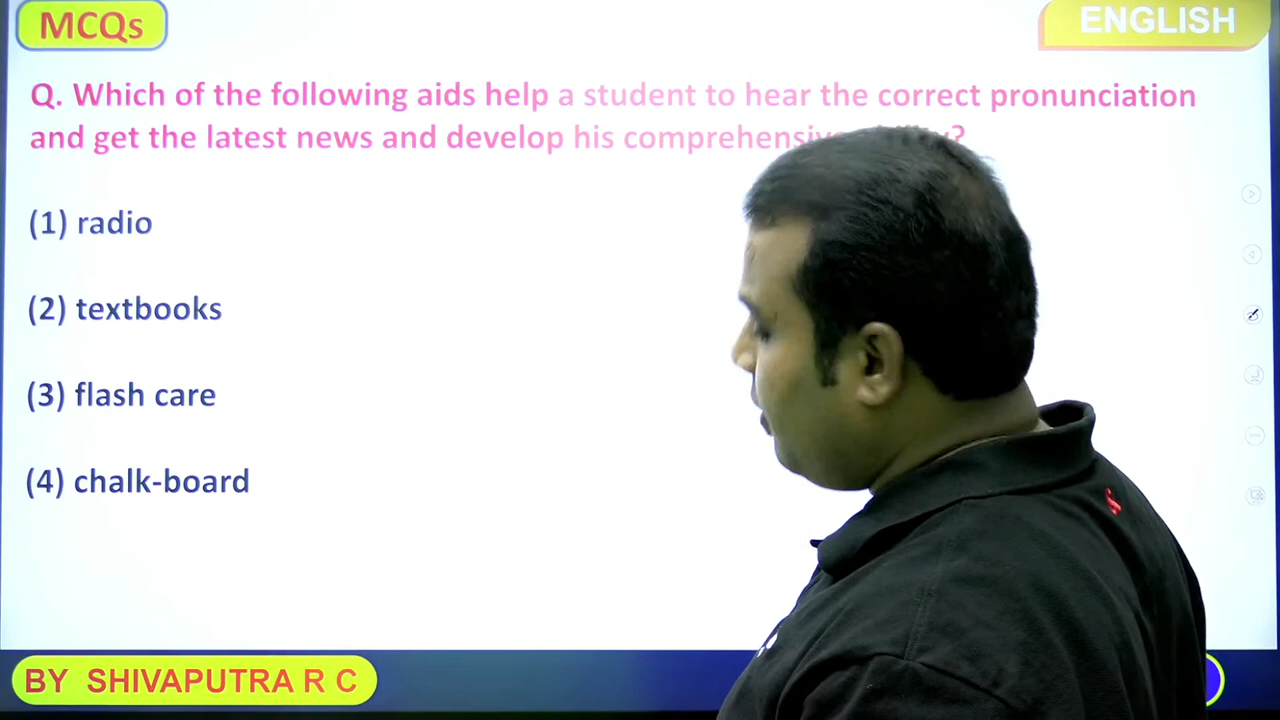 MCQs
ENGLISH
Q. Which of the following aids help a student to hear the correct pronunciation
and get the latest news and develop his
(1) radio
(2) textbooks
(3) flash care
(4) chalk-board
BY SHIVAPUTRA R C